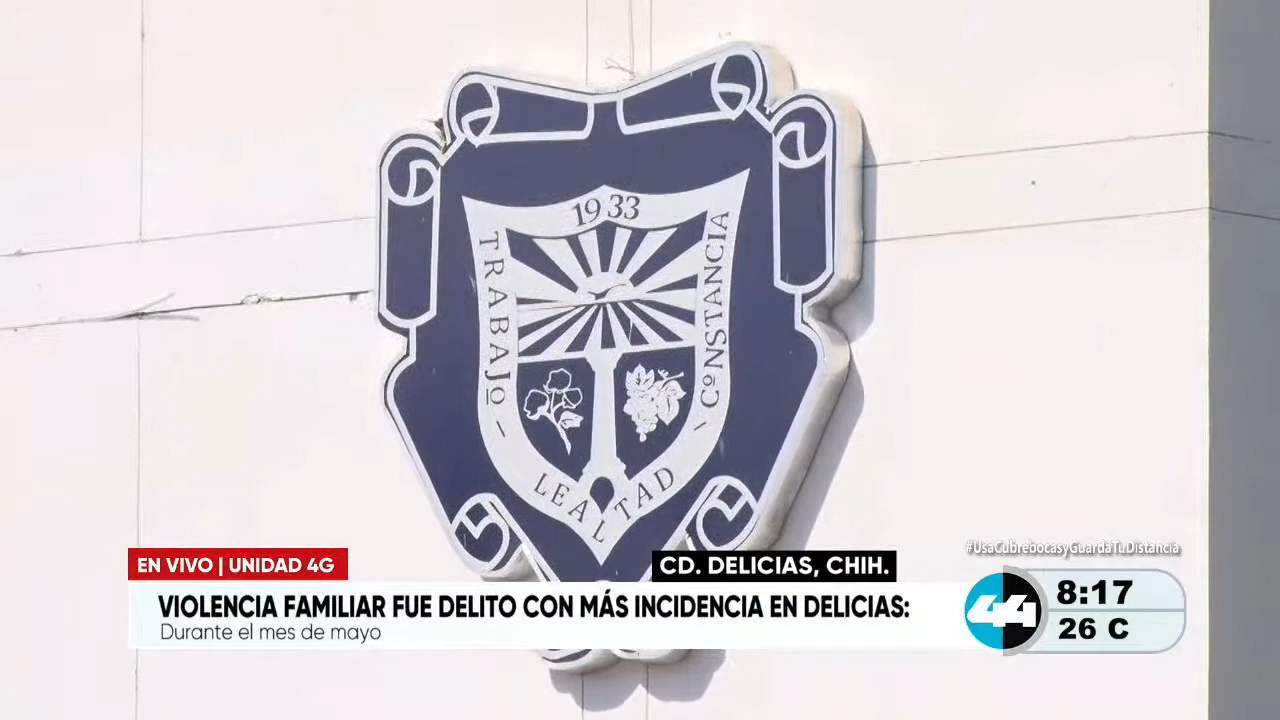 1933
TRABAJO - LEALTAD - CONSTANCIA
#UsaCubrebocasyGuardaTuDistancia
EN VIVO | UNIDAD 4G
CD. DELICIAS, CHIH.
VIOLENCIA FAMILIAR FUE DELITO CON MÁS INCIDENCIA EN DELICIAS:
Durante el mes de mayo
44
8:17
26 C